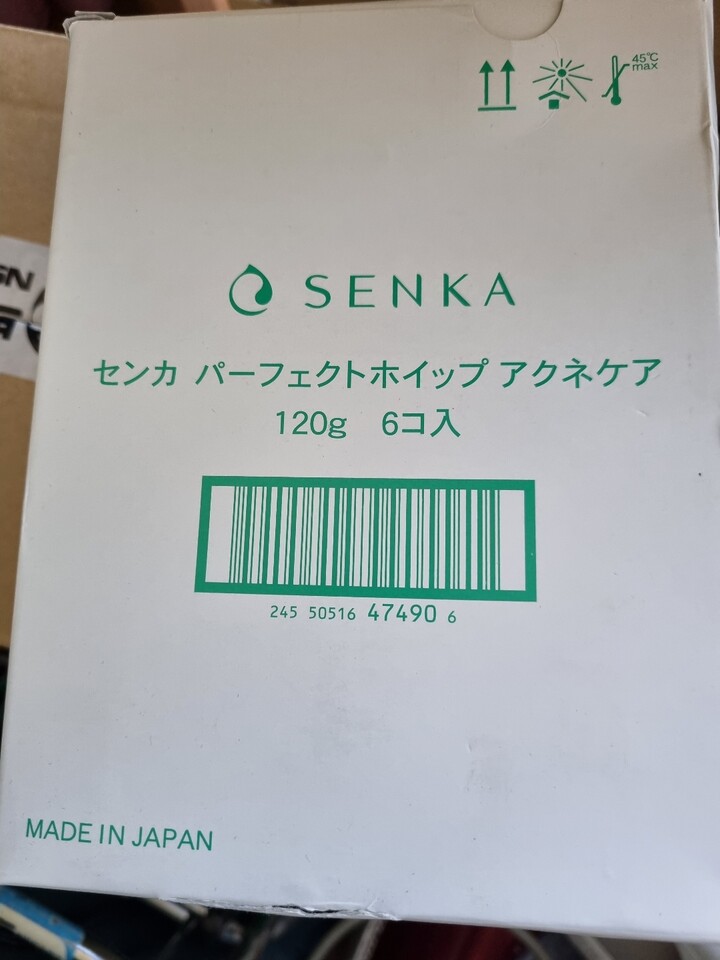 45℃
max
SENKA
センカ パーフェクトホイップ アクネケア
120g 6コ入
245 50516 47490 6
MADE IN JAPAN